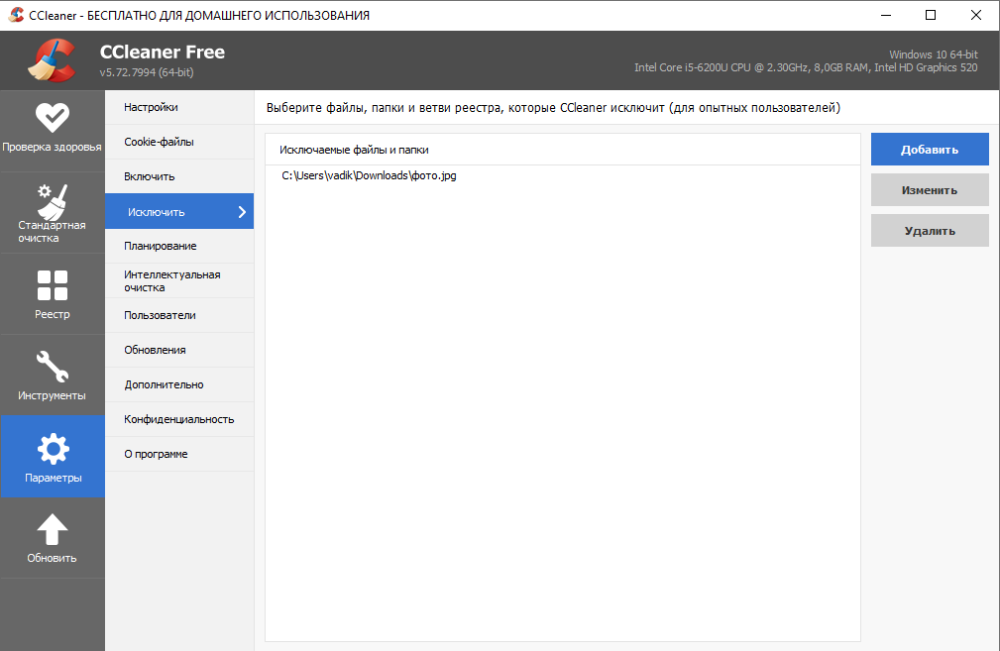 CCleaner - БЕСПЛАТНО ДЛЯ ДОМАШНЕГО ИСПОЛЬЗОВАНИЯ
CCleaner Free
v5.72.7994 (64-bit)
Windows 10 64-bit
Intel Core i5-6200U CPU @ 2.30GHz, 8,0GB RAM, Intel HD Graphics 520
Проверка здоровья
Стандартная
очистка
Реестр
Инструменты
Параметры
Обновить
Настройки
Cookie-файлы
Включить
Исключить
Планирование
Интеллектуальная
очистка
Пользователи
Обновления
Дополнительно
Конфиденциальность
О программе
Выберите файлы, папки и ветви реестра, которые CCleaner исключит (для опытных пользователей)
Исключаемые файлы и папки
C:\Users\vadik\Downloads\фото.jpg
Добавить
Изменить
Удалить